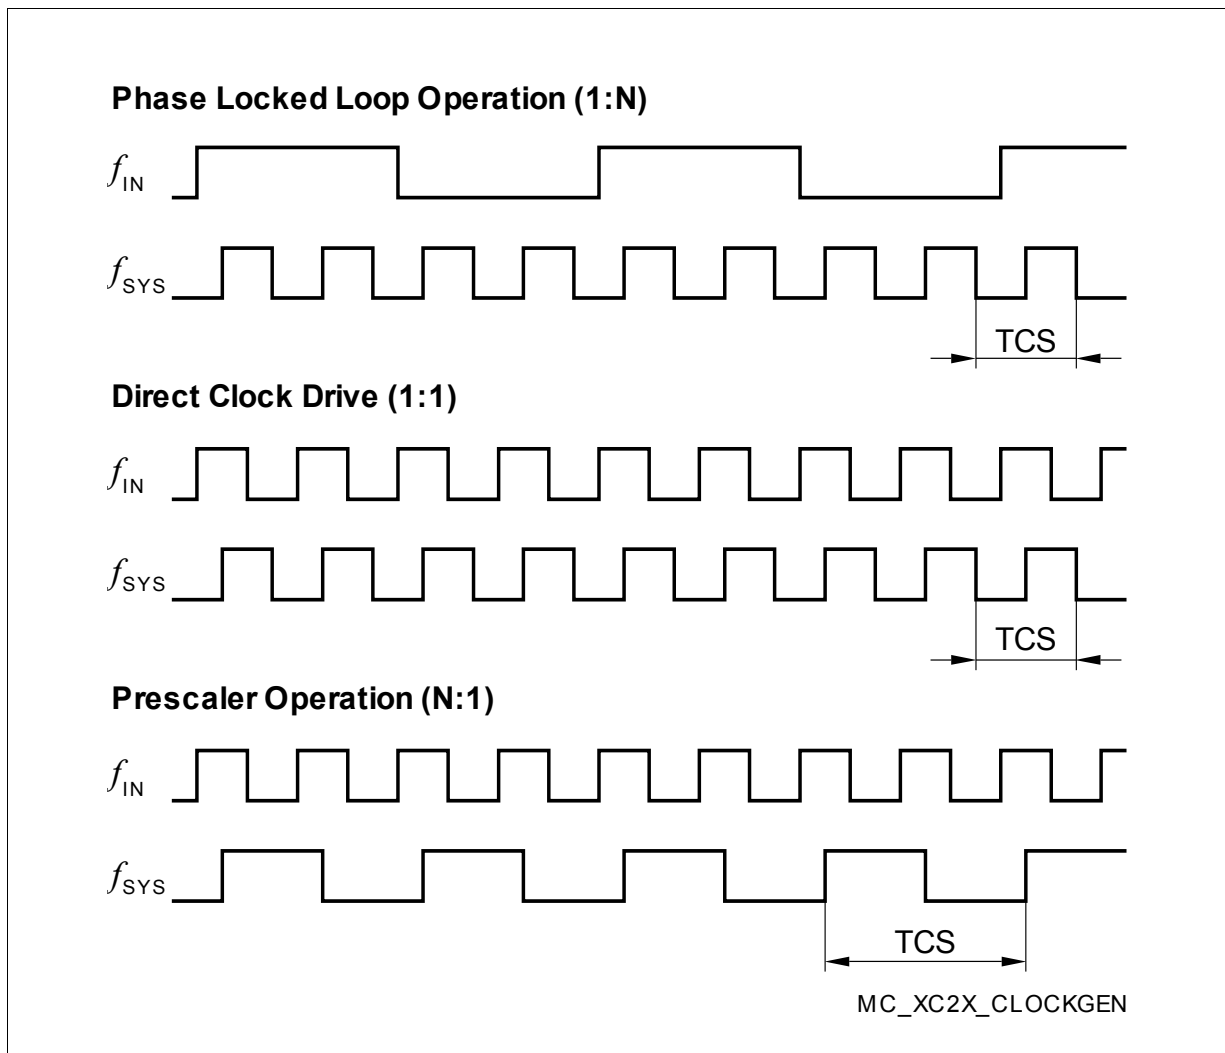 Phase Locked Loop Operation (1:N)
fIN
fSYS
TCS
Direct Clock Drive (1:1)
fIN
fSYS
TCS
Prescaler Operation (N:1)
fIN
fSYS
TCS
MC_XC2X_CLOCKGEN